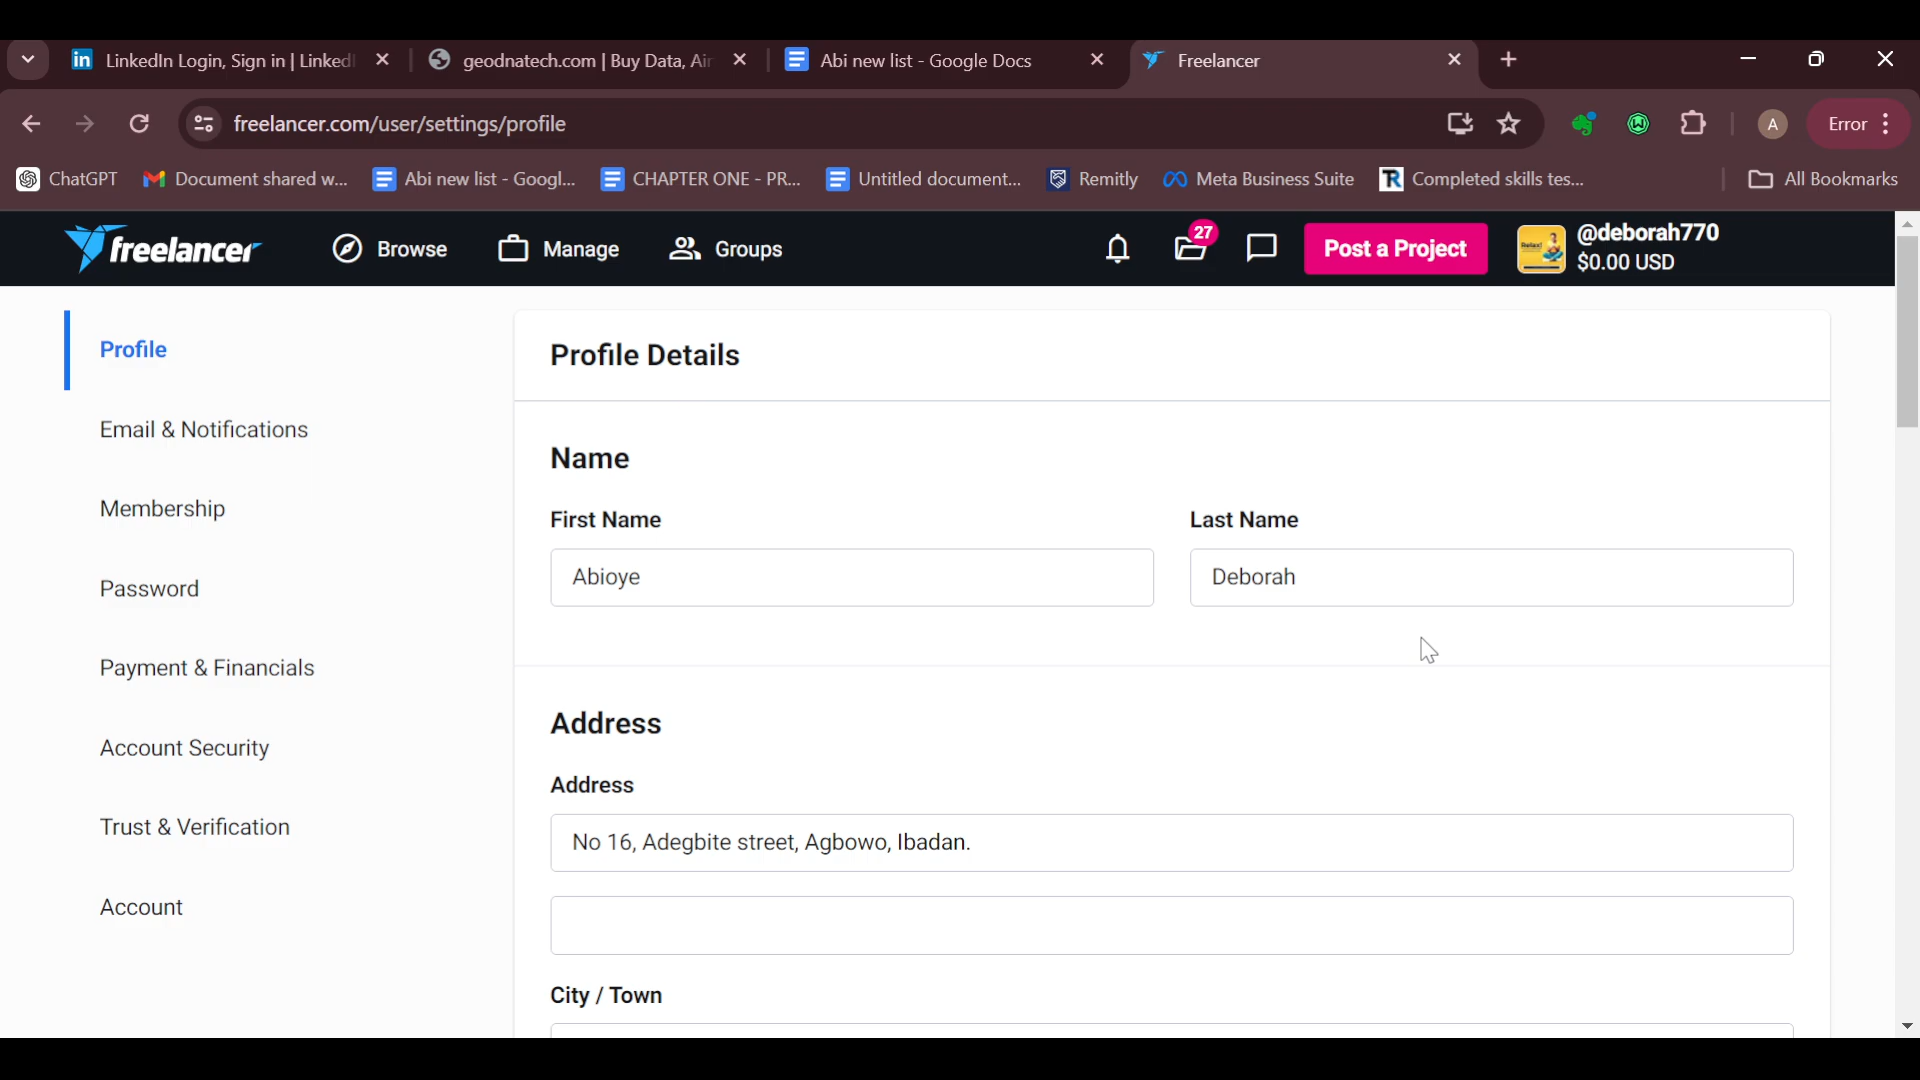 LinkedIn Login, Sign in | Linked
geodnatech.com | Buy Data, Air
Abi new list - Google Docs
Freelancer
freelancer.com/user/settings/profile
A
Error
ChatGPT
Document shared w...
Abi new list - Googl...
CHAPTER ONE - PR...
Untitled document...
Remitly
Meta Business Suite
Completed skills tes...
All Bookmarks
freelancer
Browse
Manage
Groups
27
Post a Project
@deborah770
$0.00 USD
Profile
Email & Notifications
Membership
Password
Payment & Financials
Account Security
Trust & Verification
Account
Profile Details
Name
First Name
Last Name
Abioye
Deborah
Address
Address
No 16, Adegbite street, Agbowo, Ibadan.
City / Town